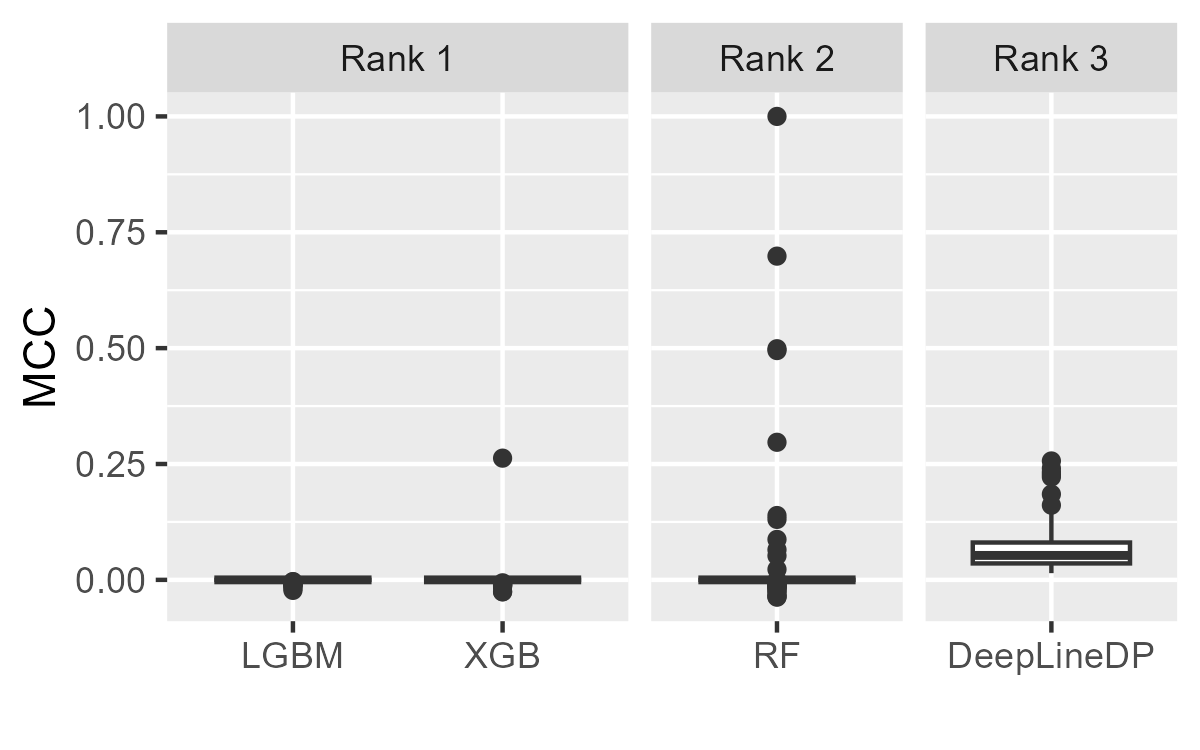 Rank 1 Rank 2 Rank 3
1.00
0.75
0.50
0.25
0.00
MCC
LGBM XGB RF DeepLineDP